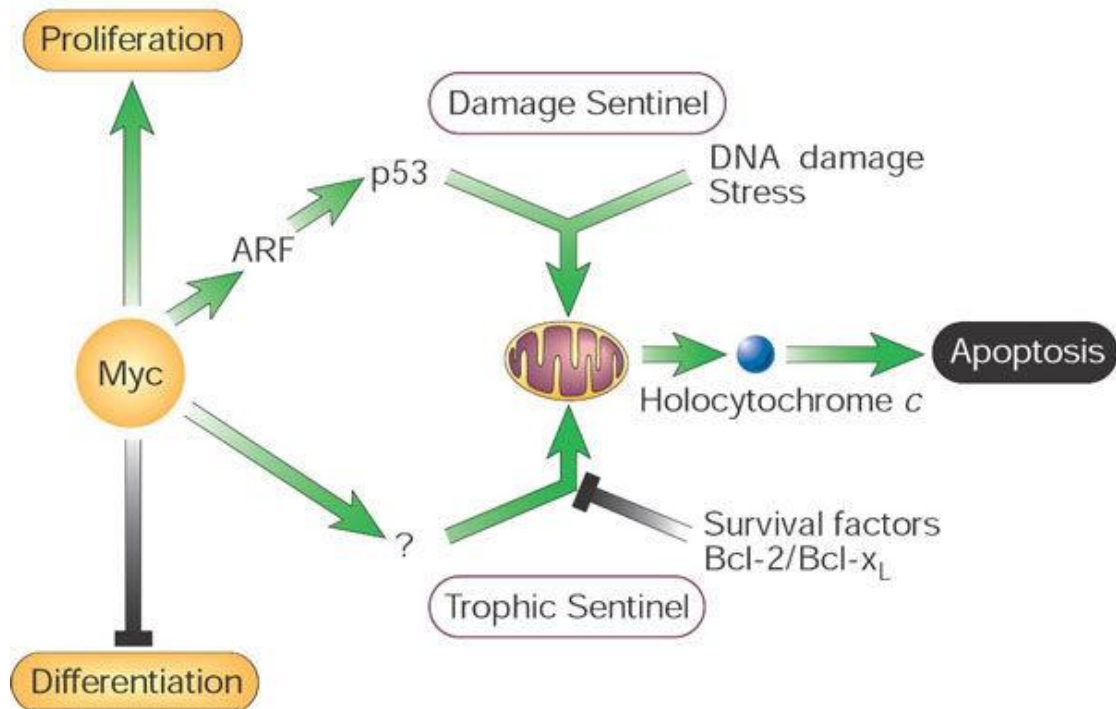 Proliferation
Damage Sentinel
DNA damage
Stress
p53
ARF
Myc
Apoptosis
Holocytochrome c
?
Survival factors
Bcl-2/Bcl-xL
Trophic Sentinel
Differentiation